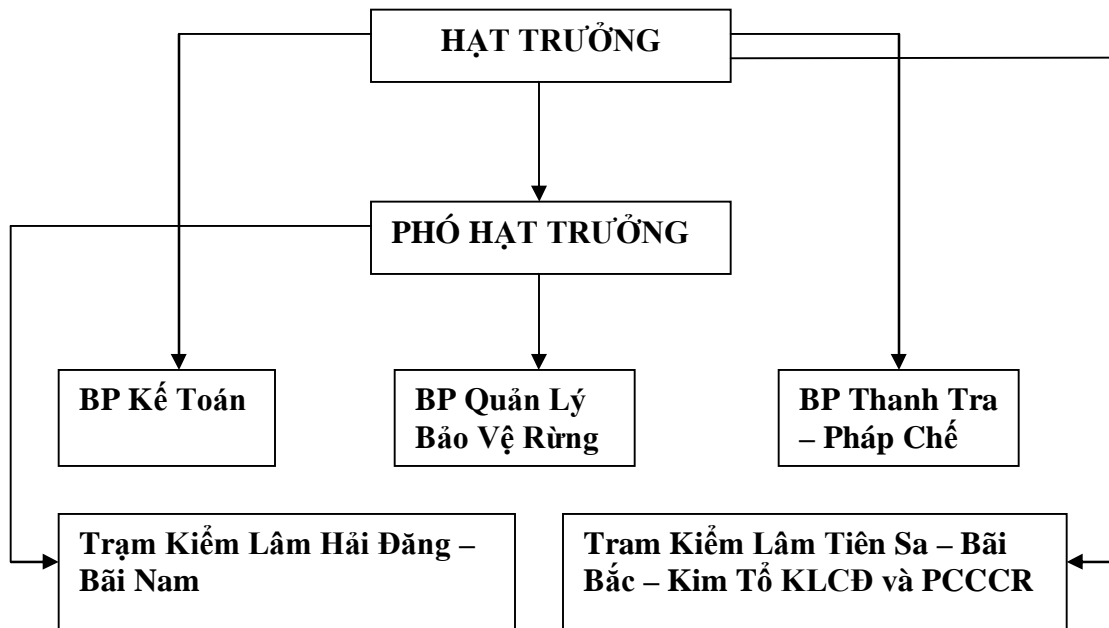 HẠT TRƯỞNG
PHÓ HẠT TRƯỞNG
BP Kế Toán
BP Quản Lý
Bảo Vệ Rừng
BP Thanh Tra
– Pháp Chế
Trạm Kiểm Lâm Hải Đăng –
Bãi Nam
Tram Kiểm Lâm Tiên Sa – Bãi
Bắc – Kim Tổ KLCĐ và PCCCR